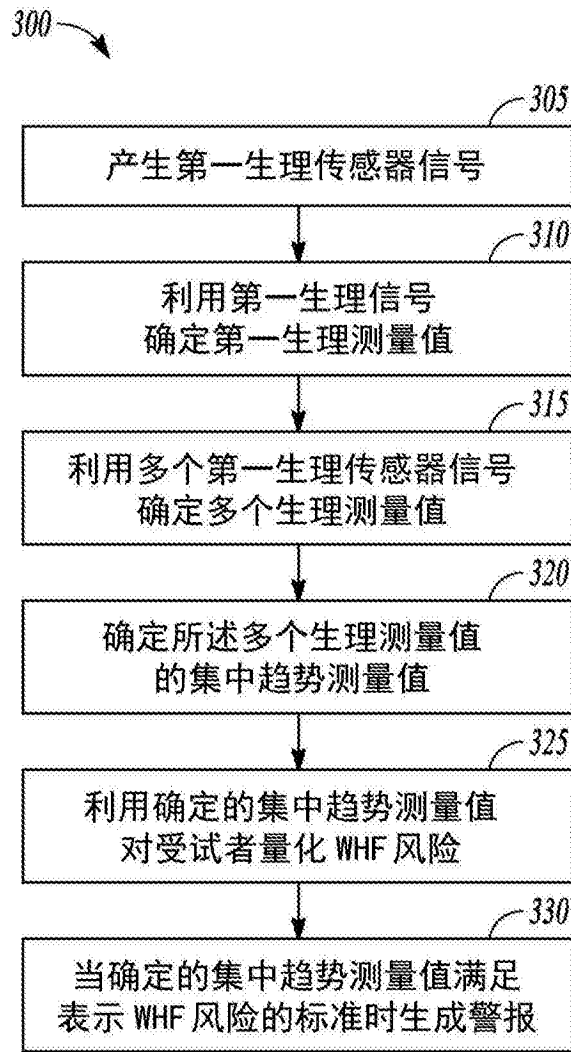 300
305
产生第一生理传感器信号
310
利用第一生理信号
确定第一生理测量值
315
利用多个第一生理传感器信号
确定多个生理测量值
320
确定所述多个生理测量值
的集中趋势测量值
325
利用确定的集中趋势测量值
对受试者量化 WHF 风险
330
当确定的集中趋势测量值满足
表示 WHF 风险的标准时生成警报